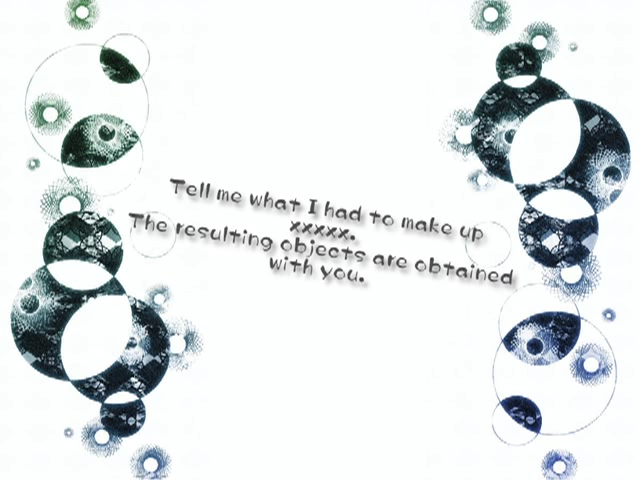 Tell me what I had to make up
xxxxx.
The resulting objects are obtained
with you.